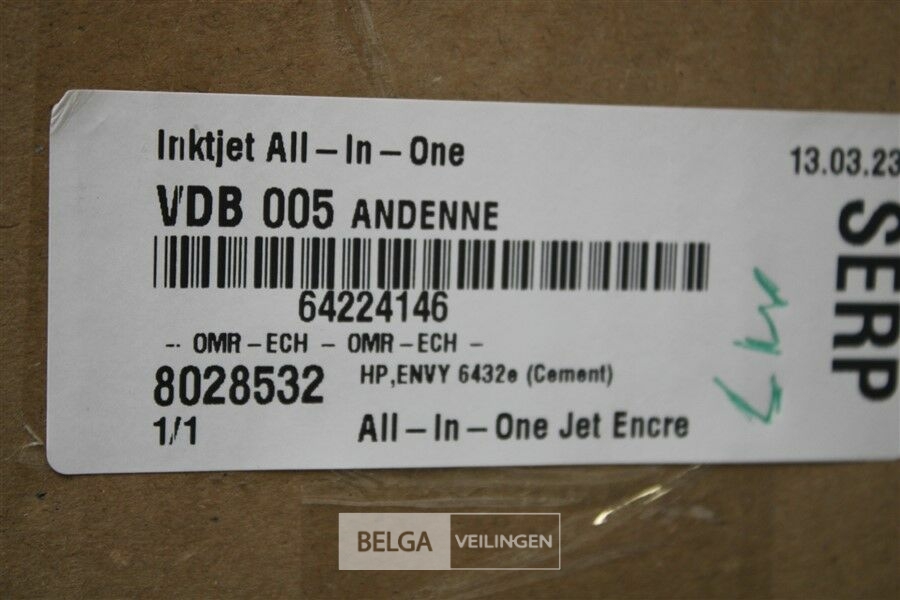 Inktjet All-In-One
13.03.23
VDB 005 ANDENNE
SERP
64224146
-- OMR-ECH - OMR-ECH -
8028532 HP,ENVY 6432e (Cement)
1/1 All-In-One Jet Encre
BELGA VEILINGEN